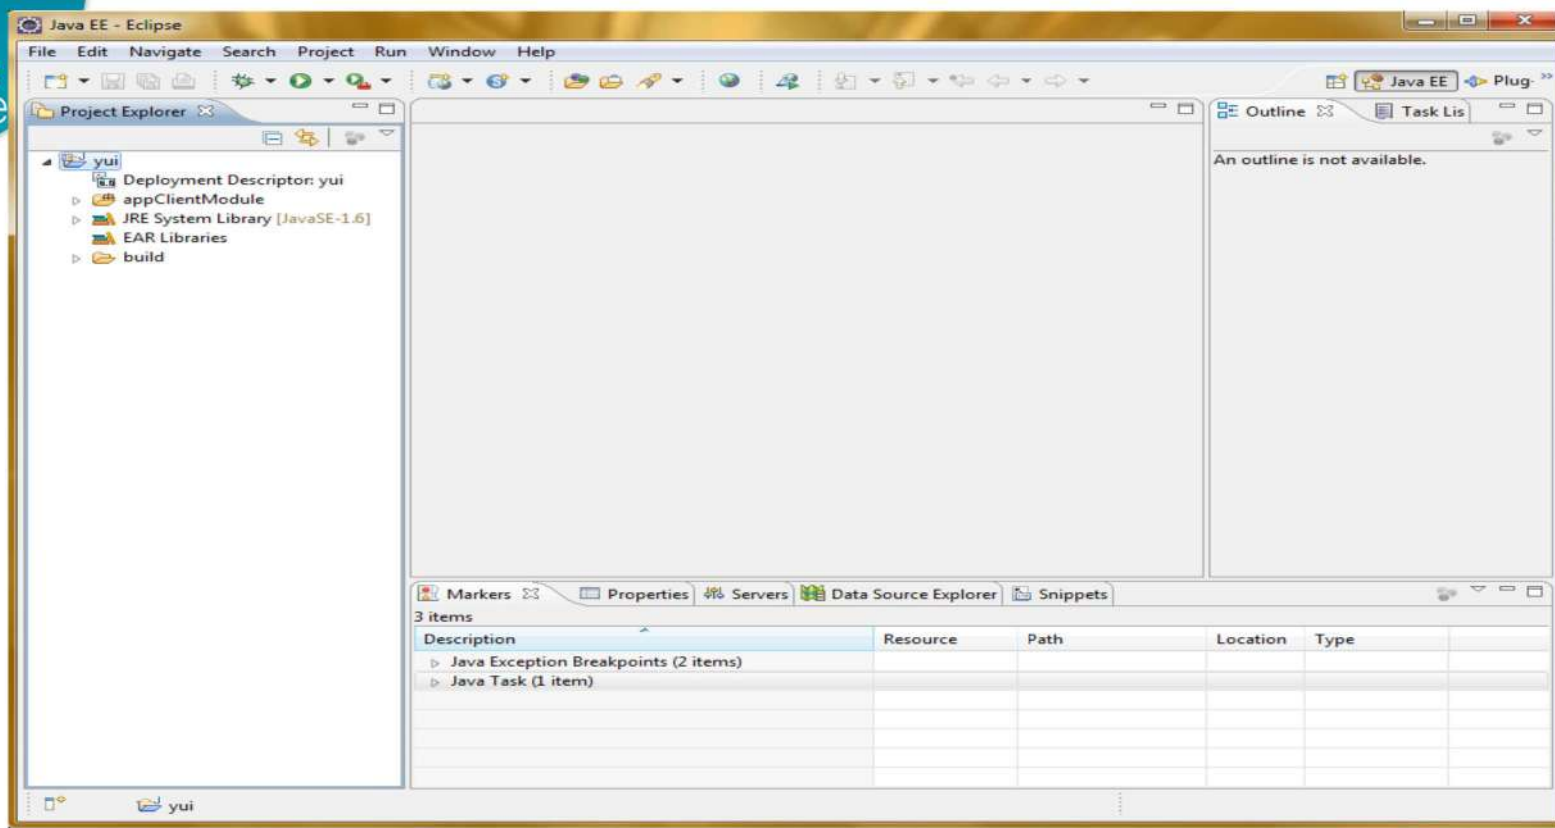 Java EE - Eclipse
File Edit Navigate Search Project Run Window Help
Java EE Plug-
Project Explorer
Outline Task Lis
yui
An outline is not available.
Deployment Descriptor: yui
appClientModule
JRE System Library [JavaSE-1.6]
EAR Libraries
build
Markers Properties Servers Data Source Explorer Snippets
3 items
Description Resource Path Location Type
Java Exception Breakpoints (2 items)
Java Task (1 item)
yui